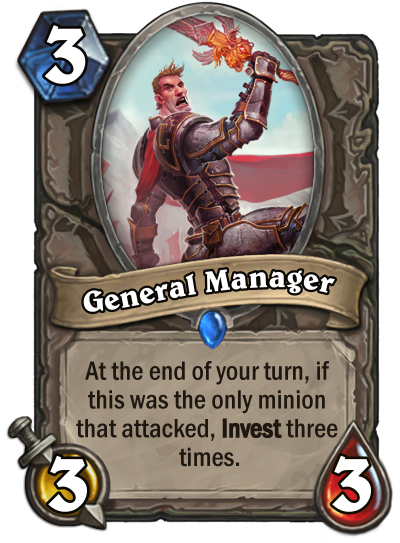 3
General Manager
At the end of your turn, if
this was the only minion
that attacked, Invest three
times.
3
3